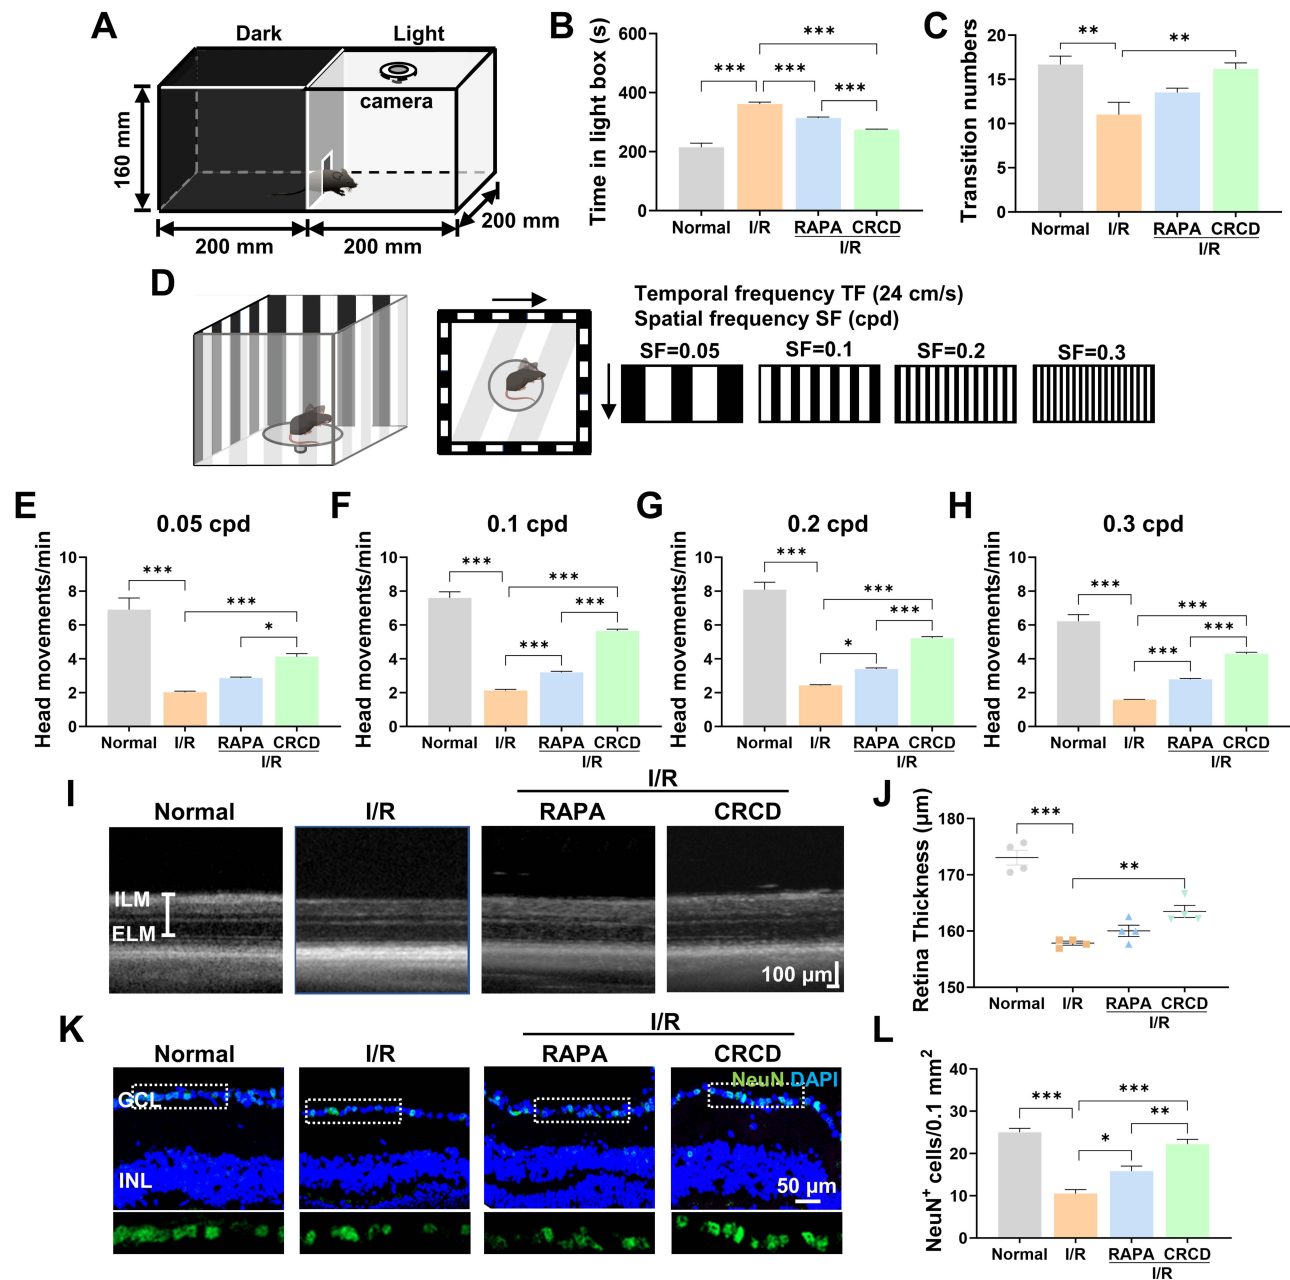 A
Dark
Light
camera
160 mm
200 mm
200 mm
200 mm
B
Time in light box (s)
600
400
200
0
***
*** ***
***
Normal I/R RAPA CRCD
I/R
C
Transition numbers
20
15
10
5
0
** **
Normal I/R RAPA CRCD
I/R
D
Temporal frequency TF (24 cm/s)
Spatial frequency SF (cpd)
SF=0.05 SF=0.1 SF=0.2 SF=0.3
E
0.05 cpd
Head movements/min
10
8
6
4
2
0
***
***
*
Normal I/R RAPA CRCD
I/R
F
0.1 cpd
Head movements/min
10
8
6
4
2
0
***
***
***
***
Normal I/R RAPA CRCD
I/R
G
0.2 cpd
Head movements/min
10
8
6
4
2
0
***
***
***
*
Normal I/R RAPA CRCD
I/R
H
0.3 cpd
Head movements/min
10
8
6
4
2
0
***
***
***
***
Normal I/R RAPA CRCD
I/R
I
I/R
Normal I/R RAPA CRCD
ILM
ELM
100 µm
J
Retina Thickness (µm)
180
170
160
150
***
**
Normal I/R RAPA CRCD
I/R
K
I/R
Normal I/R RAPA CRCD
NeuN DAPI
GCL
INL
50 µm
L
NeuN⁺ cells/0.1 mm²
40
30
20
10
0
***
***
**
*
Normal I/R RAPA CRCD
I/R